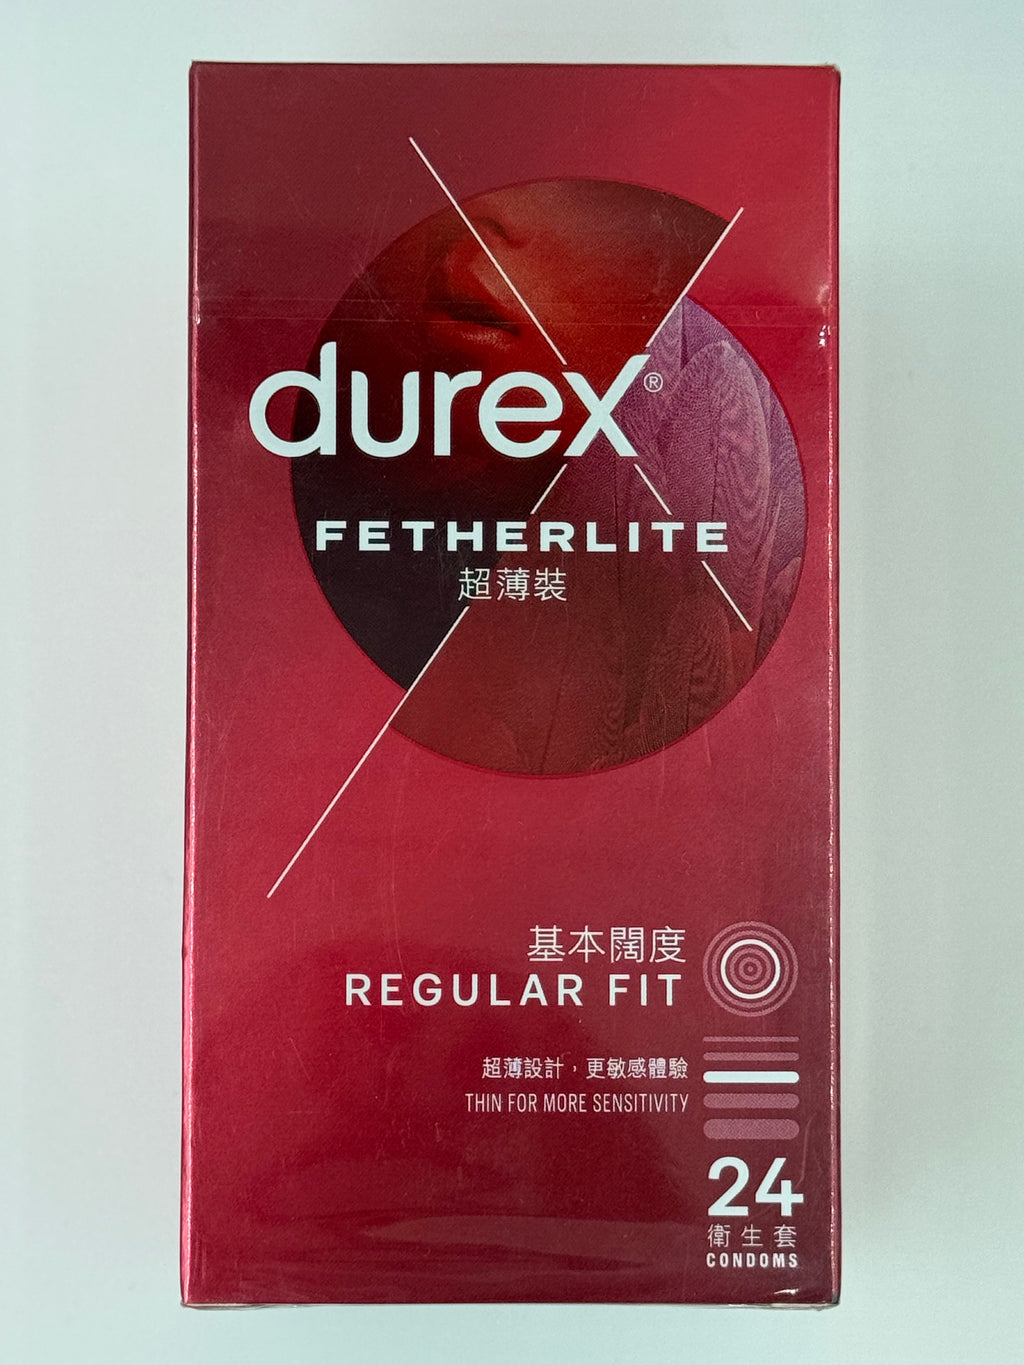 durex®
FETHERLITE
超薄裝
基本闊度
REGULAR FIT
超薄設計，更敏感體驗
THIN FOR MORE SENSITIVITY
24
衛生套
CONDOMS